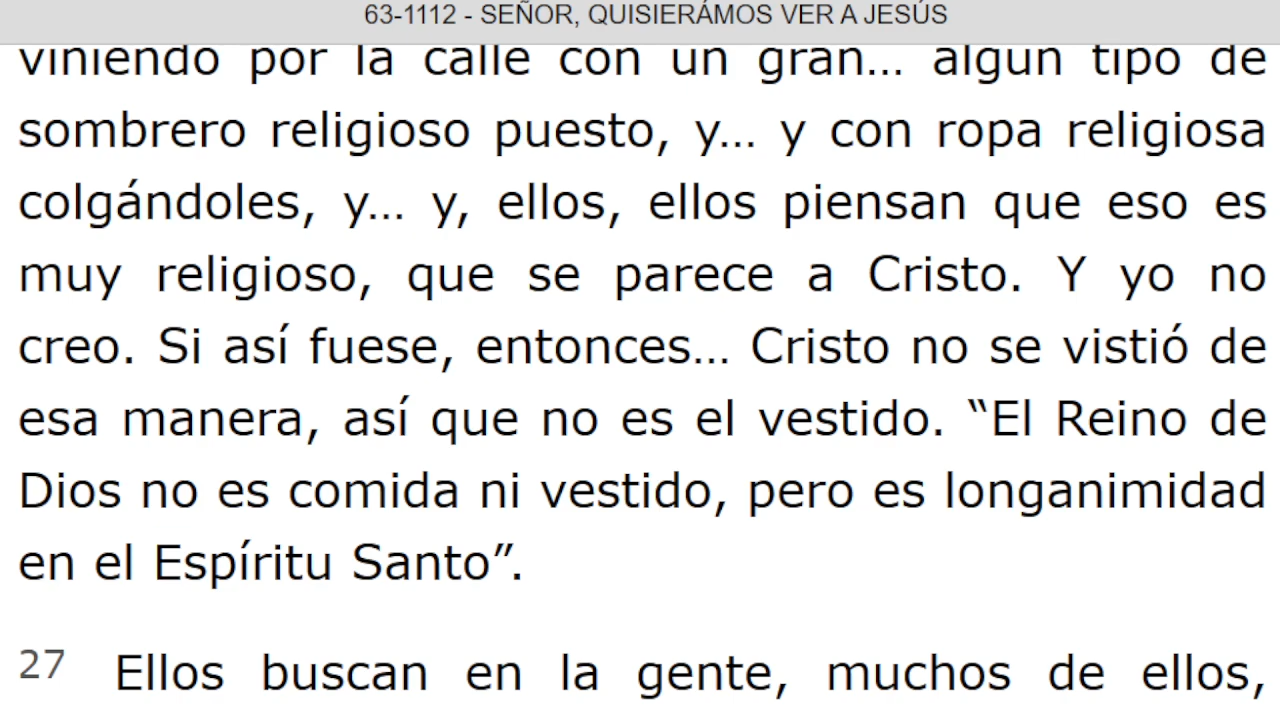 63-1112 - SEÑOR, QUISIERÁMOS VER A JESÚS
viniendo por la calle con un gran... algún tipo de
sombrero religioso puesto, y... y con ropa religiosa
colgándoles, y... y, ellos, ellos piensan que eso es
muy religioso, que se parece a Cristo. Y yo no
creo. Si así fuese, entonces... Cristo no se vistió de
esa manera, así que no es el vestido. “El Reino de
Dios no es comida ni vestido, pero es longanimidad
en el Espíritu Santo”.
27 Ellos buscan en la gente, muchos de ellos,